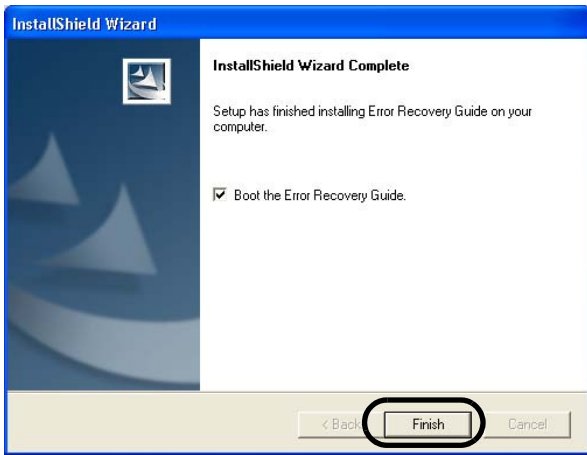 InstallShield Wizard
InstallShield Wizard Complete
Setup has finished installing Error Recovery Guide on your
computer.
Boot the Error Recovery Guide.
< Back
Finish
Cancel